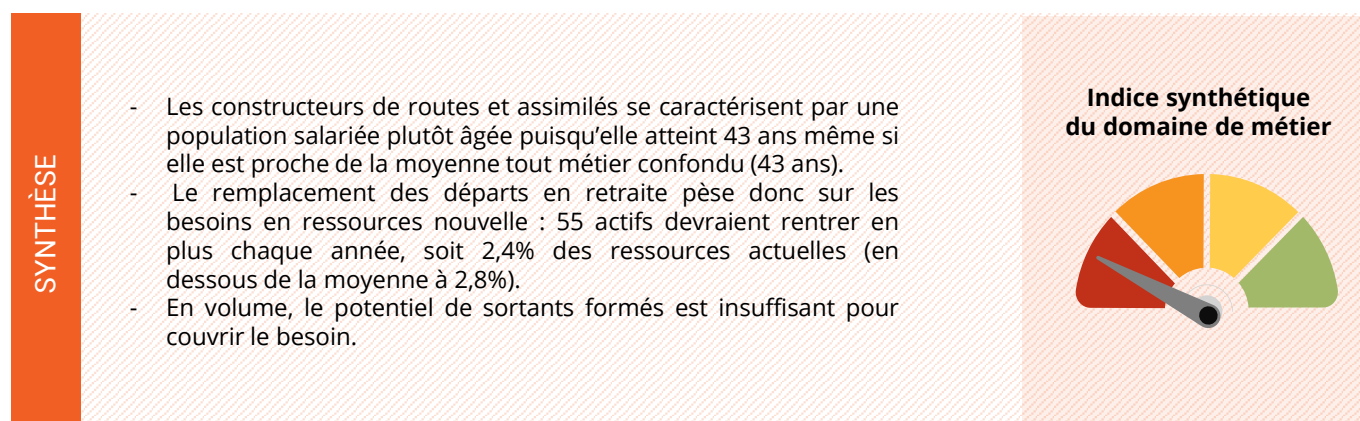 SYNTHÈSE
- Les constructeurs de routes et assimilés se caractérisent par une
population salariée plutôt âgée puisqu’elle atteint 43 ans même si
elle est proche de la moyenne tout métier confondu (43 ans).
- Le remplacement des départs en retraite pèse donc sur les
besoins en ressources nouvelle : 55 actifs devraient rentrer en
plus chaque année, soit 2,4% des ressources actuelles (en
dessous de la moyenne à 2,8%).
- En volume, le potentiel de sortants formés est insuffisant pour
couvrir le besoin.
Indice synthétique
du domaine de métier